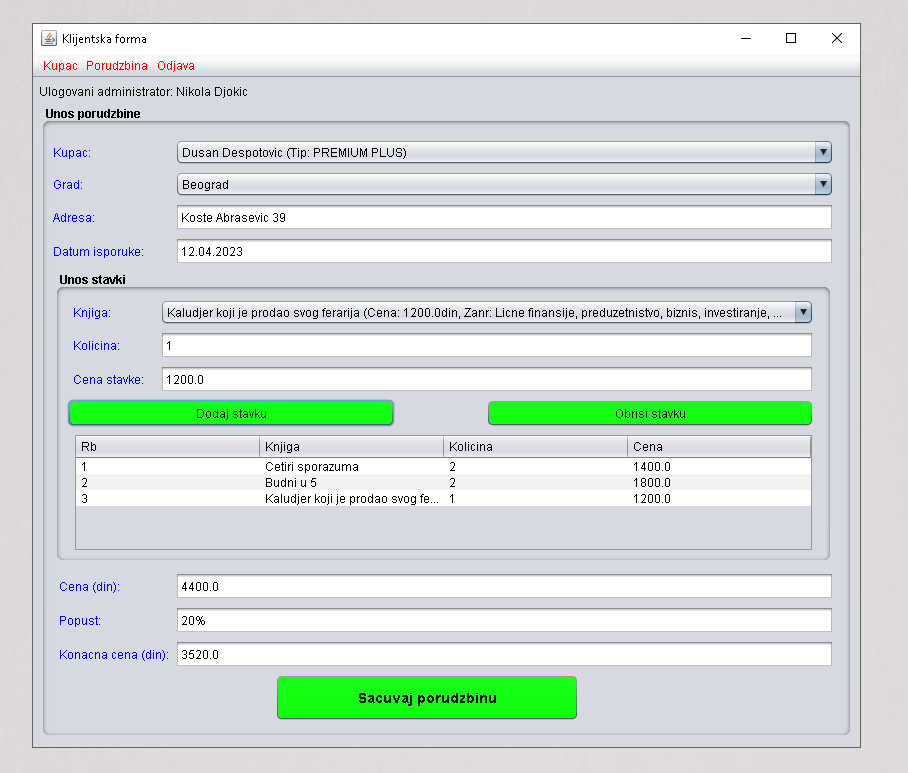 Klijentska forma
Kupac Porudzbina Odjava
Ulogovani administrator: Nikola Djokic
Unos porudzbine
Kupac: Dusan Despotovic (Tip: PREMIUM PLUS)
Grad: Beograd
Adresa: Koste Abrasevic 39
Datum isporuke: 12.04.2023
Unos stavki
Knjiga: Kaludjer koji je prodao svog ferarija (Cena: 1200.0din, Zanr: Licne finansije, preduzetnistvo, biznis, investiranje, ...
Kolicina: 1
Cena stavke: 1200.0
Dodaj stavku Obrisi stavku
Rb Knjiga Kolicina Cena
1 Cetiri sporazuma 2 1400.0
2 Budni u 5 2 1800.0
3 Kaludjer koji je prodao svog fe... 1 1200.0
Cena (din): 4400.0
Popust: 20%
Konacna cena (din): 3520.0
Sacuvaj porudzbinu